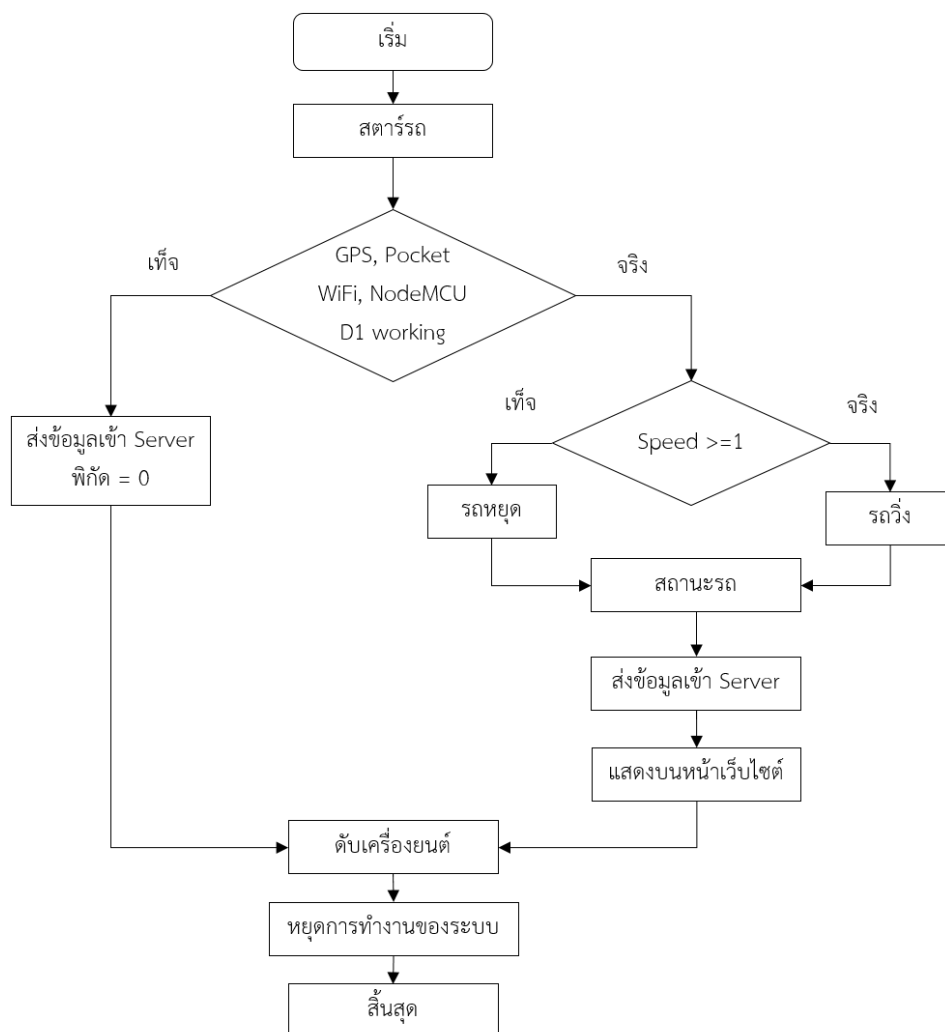 เริ่ม
สตาร์รถ
เท็จ
GPS, Pocket
WiFi, NodeMCU
D1 working
จริง
ส่งข้อมูลเข้า Server
พิกัด = 0
เท็จ
Speed >=1
จริง
รถหยุด
รถวิ่ง
สถานะรถ
ส่งข้อมูลเข้า Server
แสดงบนหน้าเว็บไซต์
ดับเครื่องยนต์
หยุดการทำงานของระบบ
สิ้นสุด